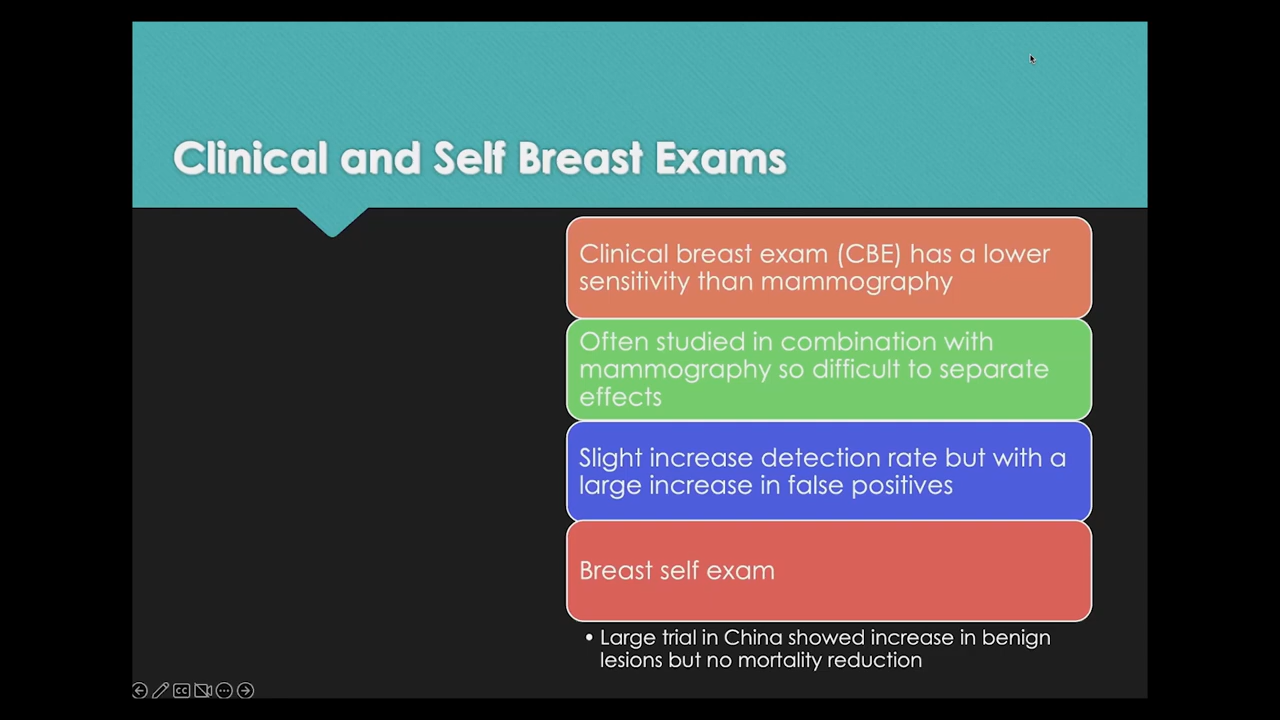 Clinical and Self Breast Exams
Clinical breast exam (CBE) has a lower
sensitivity than mammography
Often studied in combination with
mammography so difficult to separate
effects
Slight increase detection rate but with a
large increase in false positives
Breast self exam
• Large trial in China showed increase in benign
lesions but no mortality reduction
CC